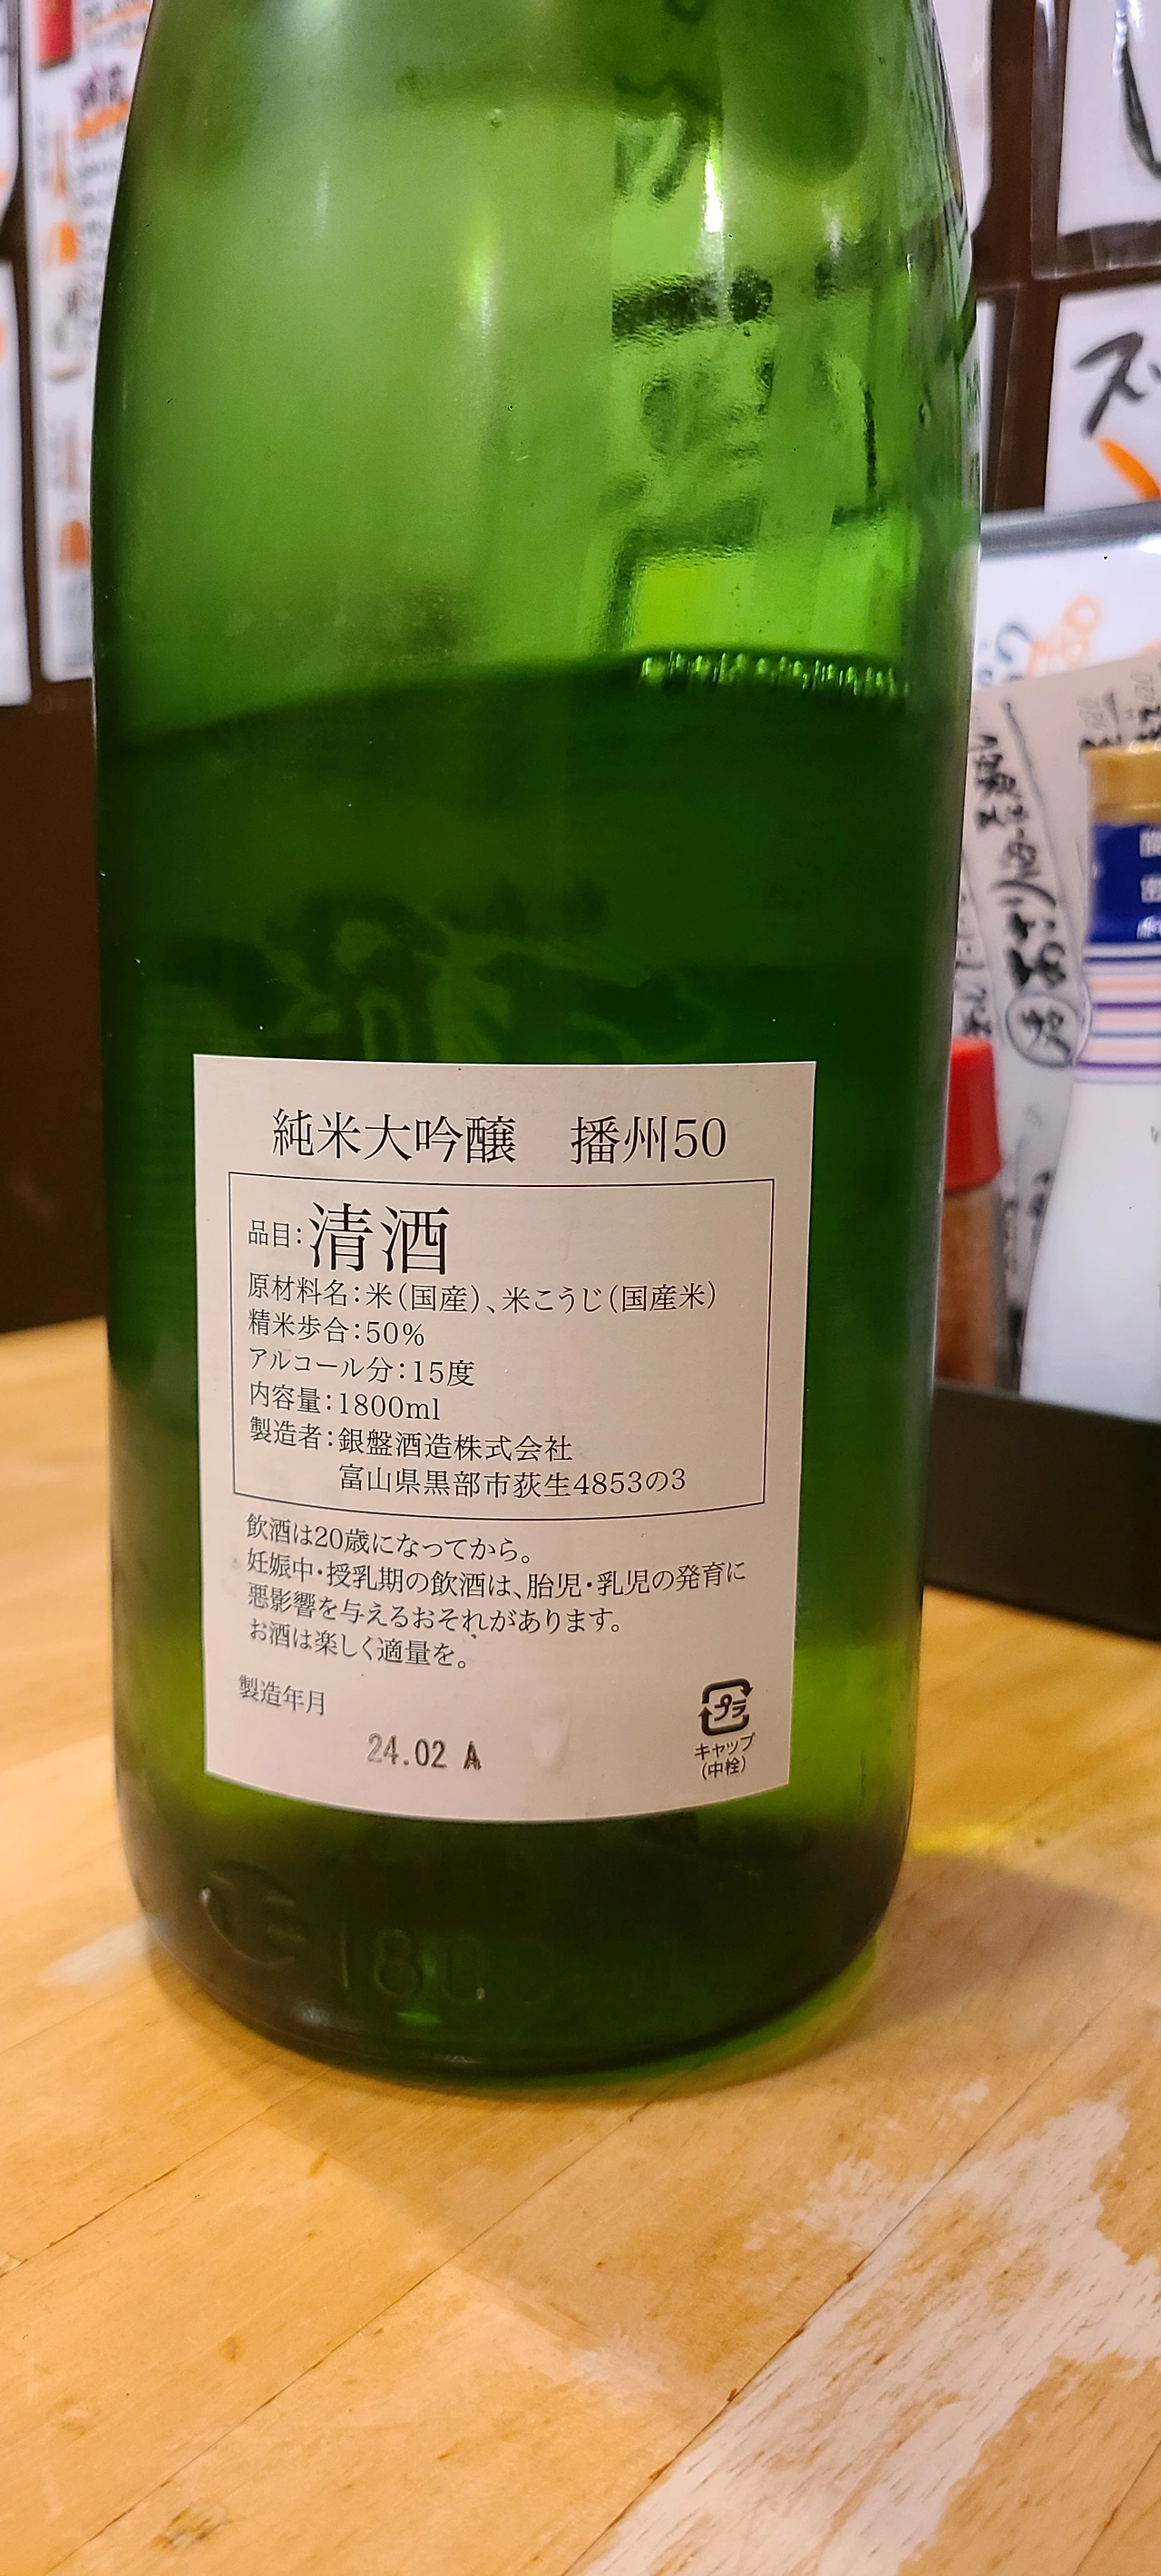 純米大吟醸　播州50
品目：清酒
原材料名：米（国産）、米こうじ（国産米）
精米歩合：50%
アルコール分：15度
内容量：1800ml
製造者：銀盤酒造株式会社
富山県黒部市荻生4853の3
飲酒は20歳になってから。
妊娠中・授乳期の飲酒は、胎児・乳児の発育に
悪影響を与えるおそれがあります。
お酒は楽しく適量を。
製造年月
24.02 A
プラ
キャップ
（中栓）
1800